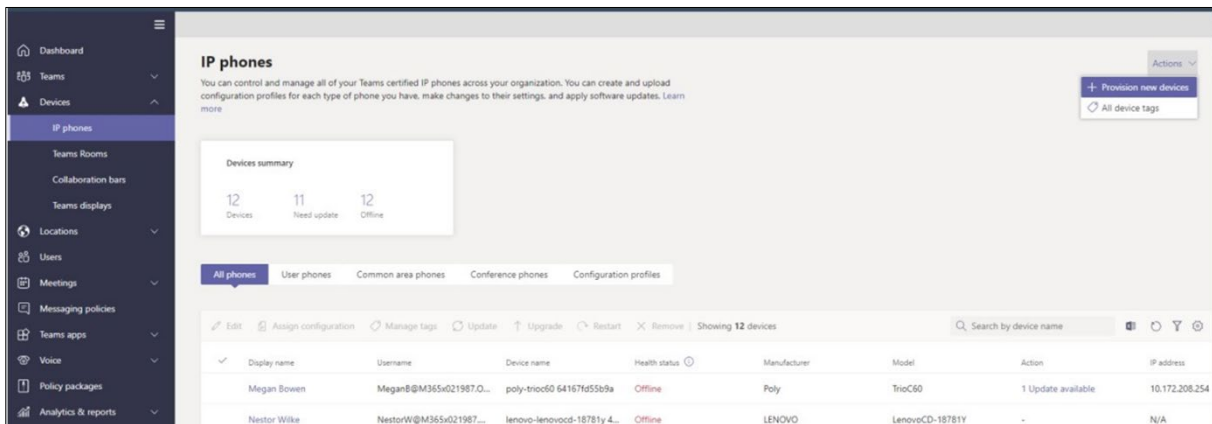 Dashboard
Teams
Devices
IP phones
Teams Rooms
Collaboration bars
Teams displays
Locations
Users
Meetings
Messaging policies
Teams apps
Voice
Policy packages
Analytics & reports
IP phones
You can control and manage all of your Teams certified IP phones across your organization. You can create and upload
configuration profiles for each type of phone you have, make changes to their settings, and apply software updates. Learn
more
Actions
+ Provision new devices
All device tags
Devices summary
12 11 12
Devices Need update Offline
All phones User phones Common area phones Conference phones Configuration profiles
Edit Assign configuration Manage tags Update Upgrade Restart Remove | Showing 12 devices Search by device name
Display name Username Device name Health status Manufacturer Model Action IP address
Megan Bowen MeganB@M365x021987.O... poly-trioc60 64167fd55b9a Offline Poly TrioC60 1 Update available 10.172.208.254
Nestor Wilke NestorW@M365x021987.... lenovo-lenovocd-18781y 4... Offline LENOVO LenovoCD-18781Y - N/A